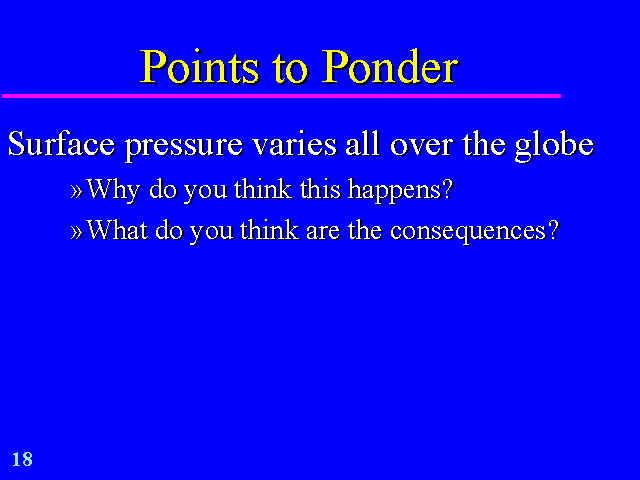 Points to Ponder
Surface pressure varies all over the globe
» Why do you think this happens?
» What do you think are the consequences?
18